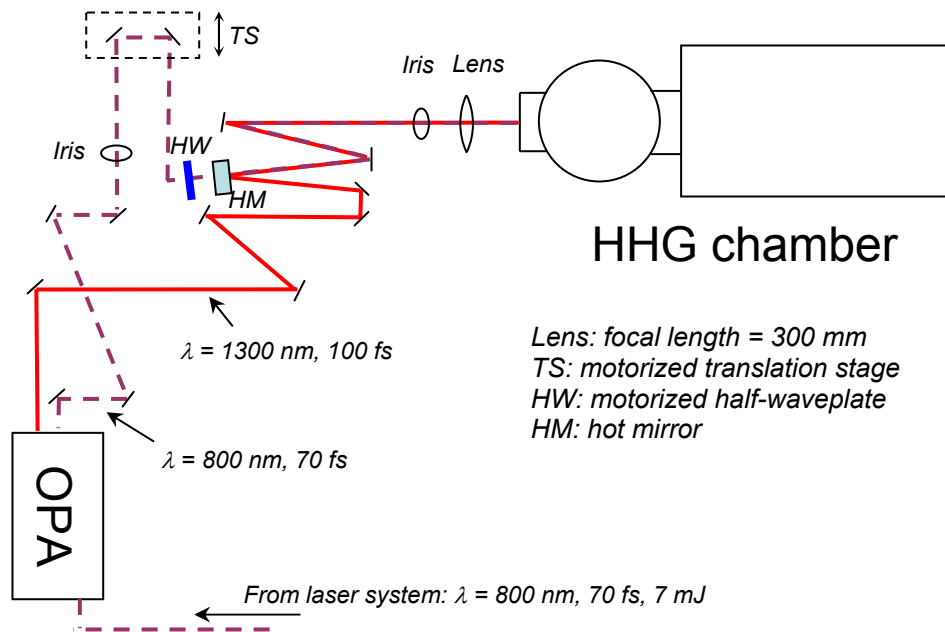 TS
Iris
Lens
Iris
HW
HM
HHG chamber
λ = 1300 nm, 100 fs
Lens: focal length = 300 mm
TS: motorized translation stage
HW: motorized half-waveplate
HM: hot mirror
λ = 800 nm, 70 fs
OPA
From laser system: λ = 800 nm, 70 fs, 7 mJ